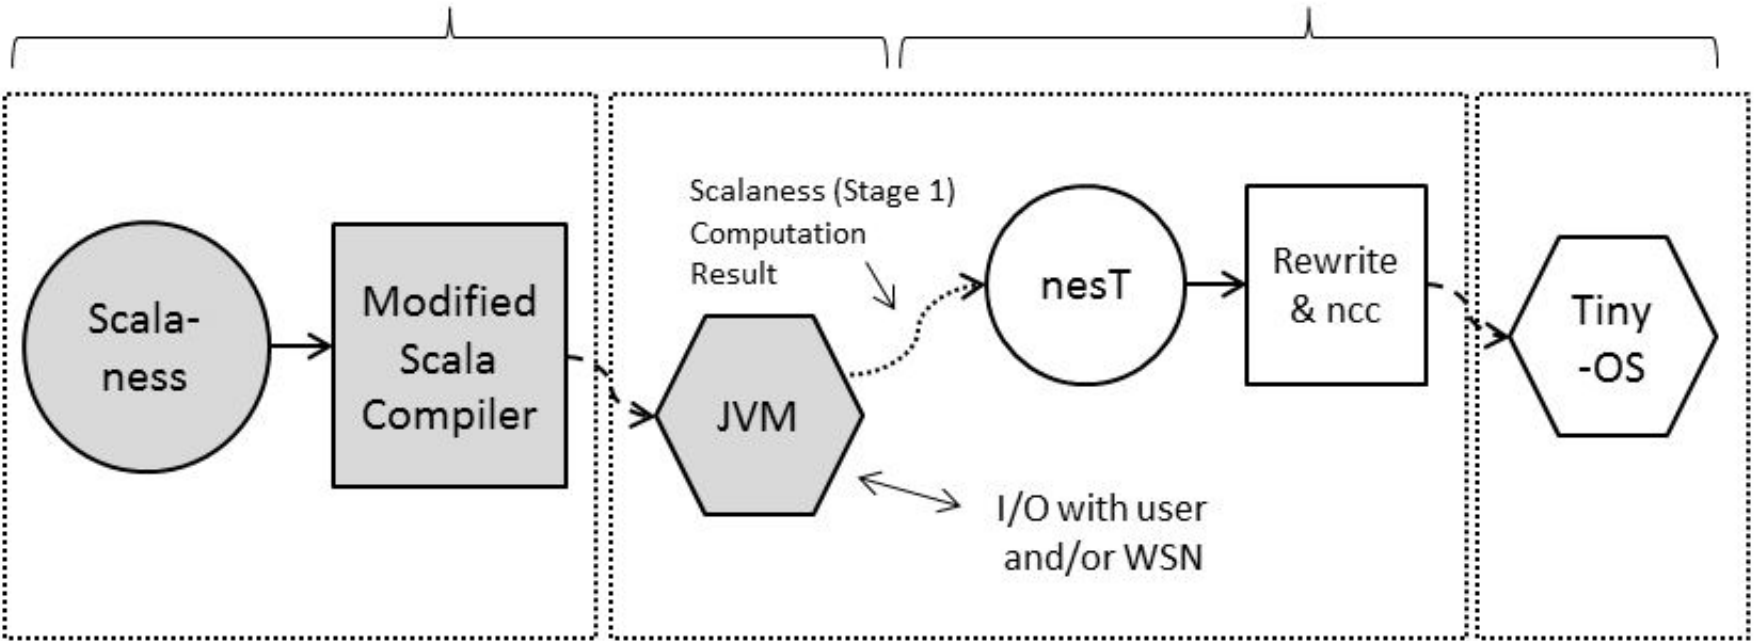 Scala-
ness
Modified
Scala
Compiler
Scalaness (Stage 1)
Computation
Result
JVM
I/O with user
and/or WSN
nesT
Rewrite
& ncc
Tiny
-OS